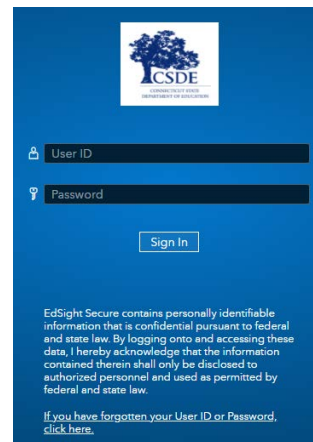 CSDE
CONNECTICUT STATE
DEPARTMENT OF EDUCATION
User ID
Password
Sign In
EdSight Secure contains personally identifiable
information that is confidential pursuant to federal
and state law. By logging onto and accessing these
data, I hereby acknowledge that the information
contained therein shall only be disclosed to
authorized personnel and used as permitted by
federal and state law.
If you have forgotten your User ID or Password,
click here.